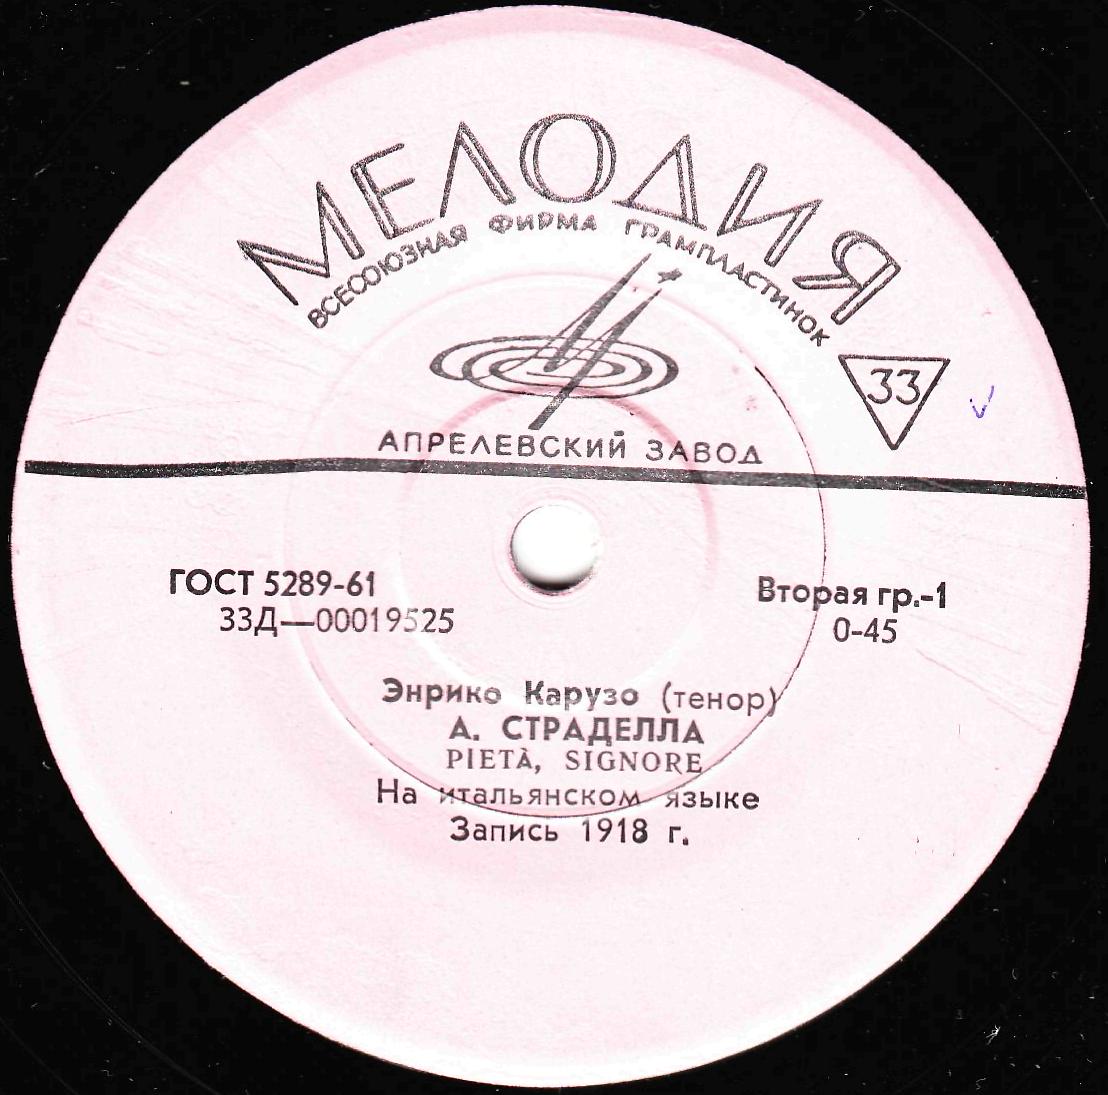 МЕЛОДИЯ
ВСЕСОЮЗНАЯ ФИРМА ГРАМПЛАСТИНОК
33
АПРЕЛЕВСКИЙ ЗАВОД
ГОСТ 5289-61
33Д—00019525
Вторая гр.-1
0-45
Энрико Карузо (тенор)
А. СТРАДЕЛЛА
PIETÀ, SIGNORE
На итальянском языке
Запись 1918 г.